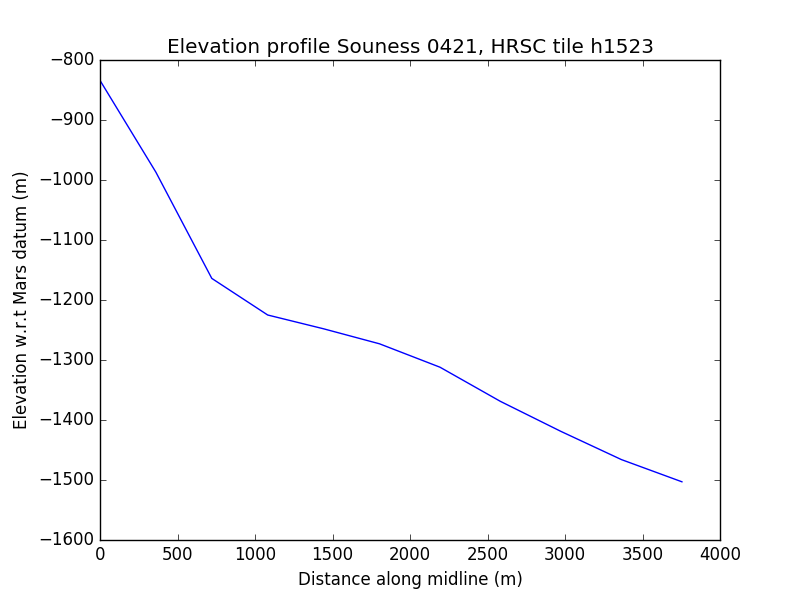 Elevation profile Souness 0421, HRSC tile h1523
−800
−900
−1000
−1100
−1200
−1300
−1400
−1500
−1600
Elevation w.r.t Mars datum (m)
0 500 1000 1500 2000 2500 3000 3500 4000
Distance along midline (m)